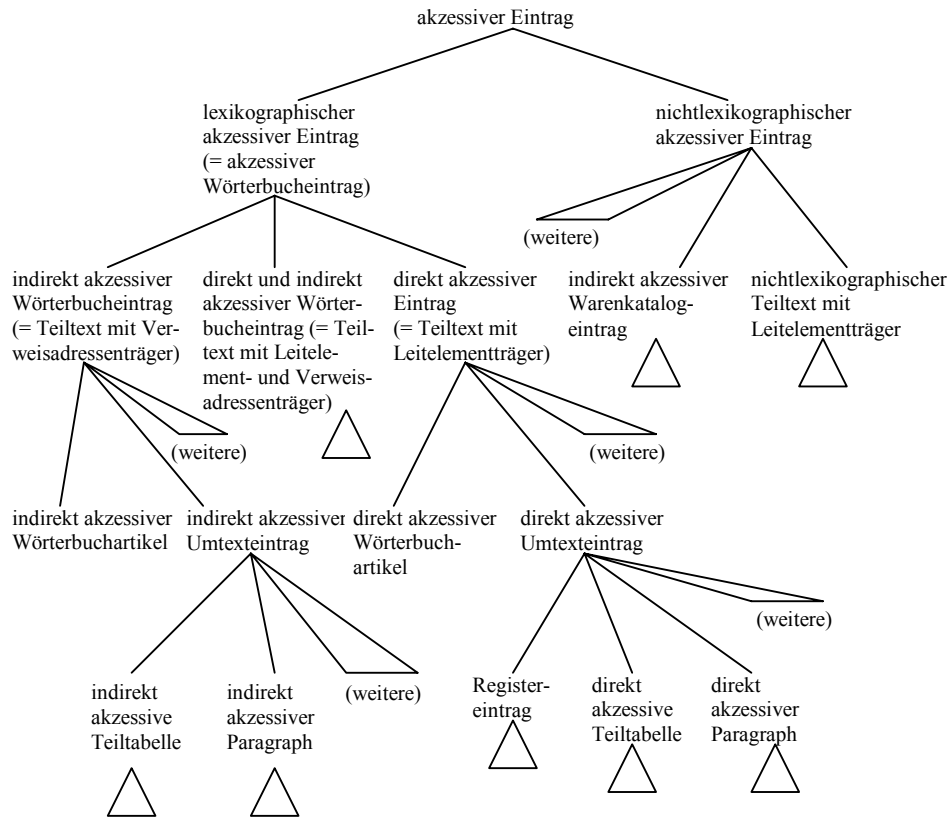 akzessiver Eintrag
lexikographischer
akzessiver Eintrag
(= akzessiver
Wörterbucheintrag)
nichtlexikographischer
akzessiver Eintrag
(weitere)
indirekt akzessiver
Wörterbucheintrag
(= Teiltext mit Ver-
weisadressenträger)
direkt und indirekt
akzessiver Wörter-
bucheintrag (= Teil-
text mit Leitele-
ment- und Verweis-
adressenträger)
direkt akzessiver
Eintrag
(= Teiltext mit
Leitelementträger)
indirekt akzessiver
Warenkatalog-
eintrag
nichtlexikographischer
Teiltext mit
Leitelementträger
(weitere)
(weitere)
indirekt akzessiver
Wörterbuchartikel
indirekt akzessiver
Umtexteintrag
direkt akzessiver
Wörterbuch-
artikel
direkt akzessiver
Umtexteintrag
(weitere)
indirekt
akzessive
Teiltabelle
indirekt
akzessiver
Paragraph
(weitere)
Register-
eintrag
direkt
akzessive
Teiltabelle
direkt
akzessiver
Paragraph